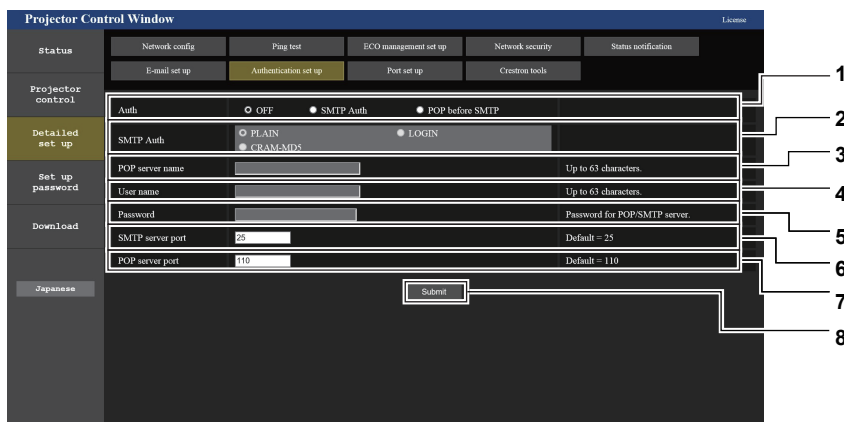 Projector Control Window
License
Status
Network config
Ping test
ECO management set up
Network security
Status notification
E-mail set up
Authentication set up
Port set up
Crestron tools
Projector
control
Detailed
set up
Set up
password
Download
Japanese
Auth OFF SMTP Auth POP before SMTP
SMTP Auth PLAIN LOGIN
CRAM-MD5
POP server name Up to 63 characters.
User name Up to 63 characters.
Password Password for POP/SMTP server.
SMTP server port 25 Default = 25
POP server port 110 Default = 110
Submit
1
2
3
4
5
6
7
8